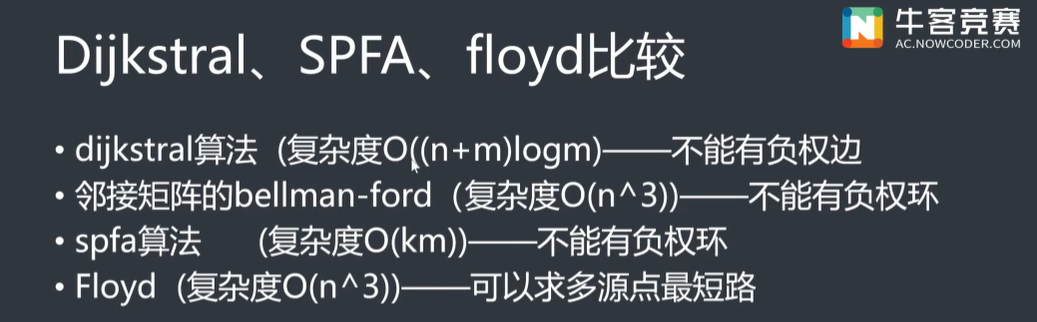 牛客竞赛
AC.NOWCODER.COM
Dijkstral、SPFA、floyd比较
• dijkstral算法 (复杂度O((n+m)logm)——不能有负权边
• 邻接矩阵的bellman-ford（复杂度O(n^3))——不能有负权环
• spfa算法 (复杂度O(km))——不能有负权环
• Floyd (复杂度O(n^3))——可以求多源点最短路